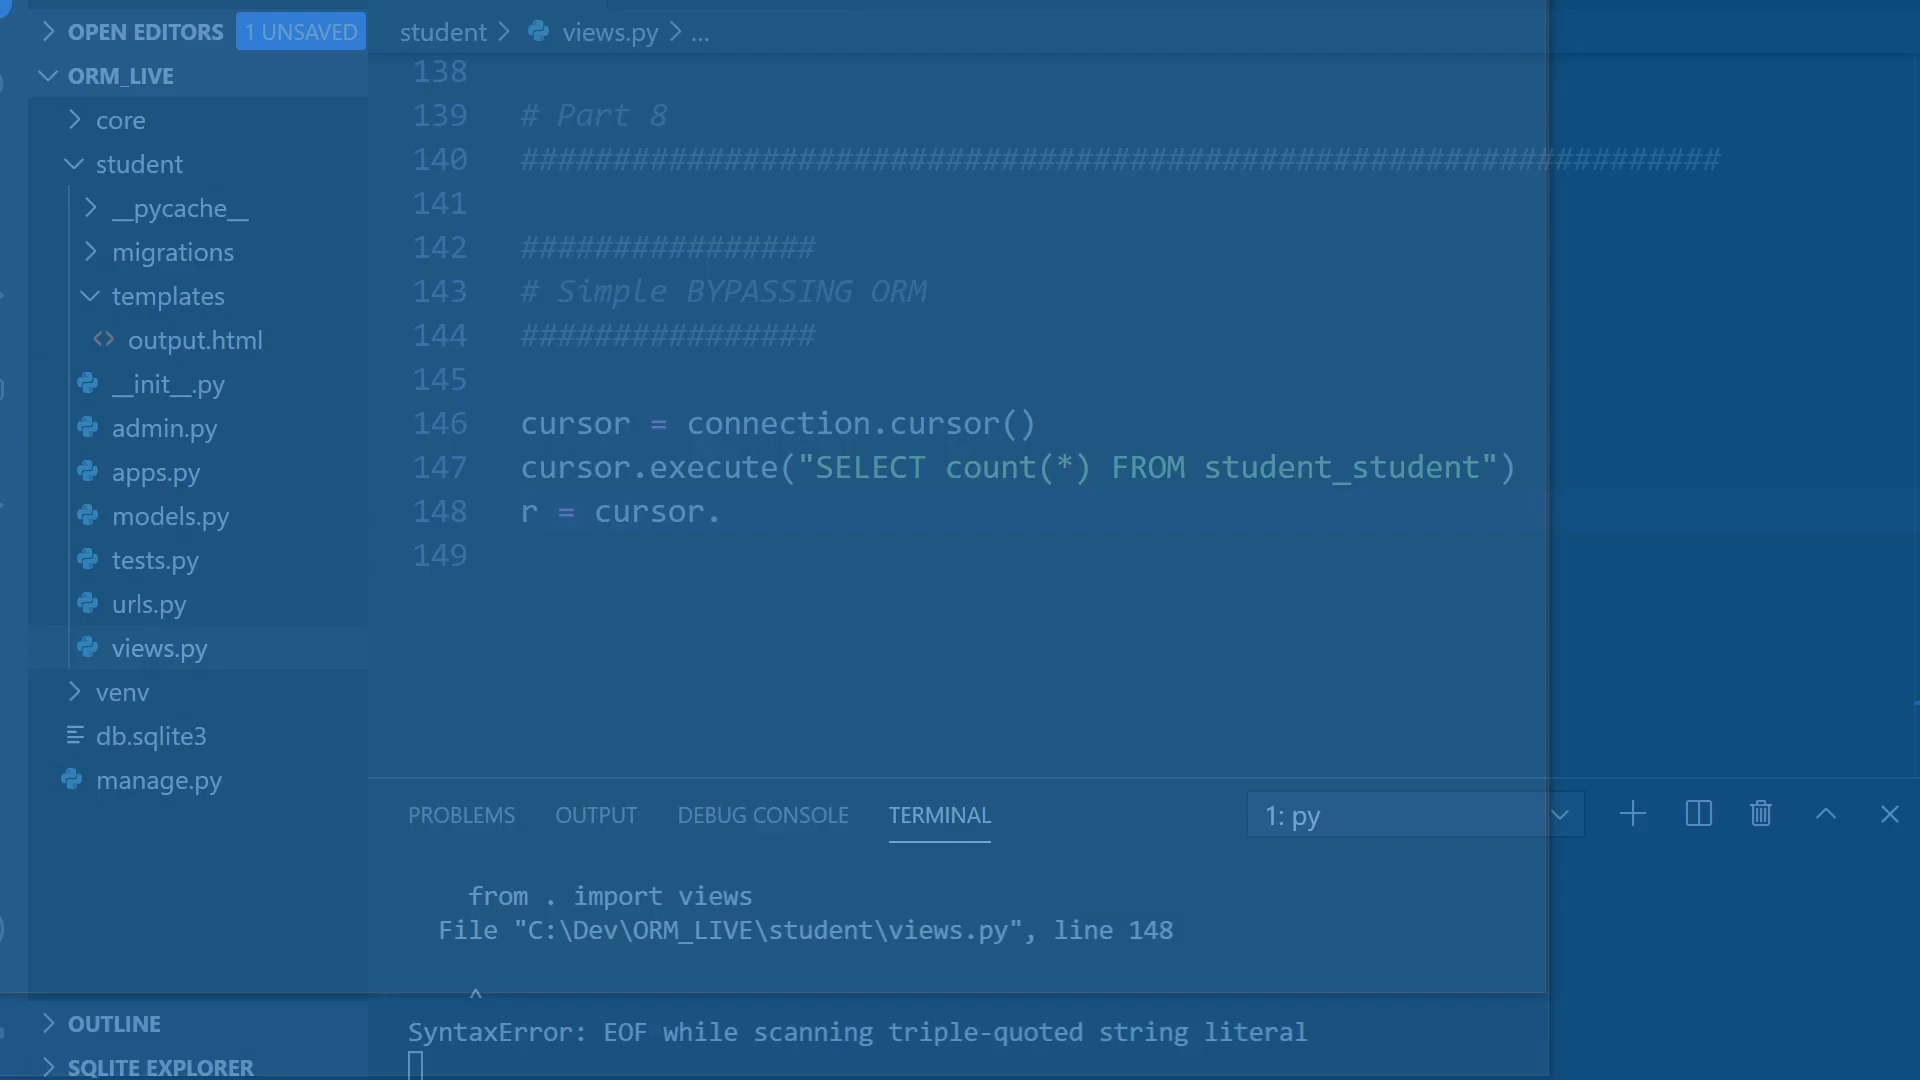 OPEN EDITORS 1 UNSAVED
ORM_LIVE
core
student
__pycache__
migrations
templates
<> output.html
__init__.py
admin.py
apps.py
models.py
tests.py
urls.py
views.py
venv
db.sqlite3
manage.py
OUTLINE
SQLITE EXPLORER
student > views.py > ...
138
139 # Part 8
140 #################################################################
141
142 ################
143 # Simple BYPASSING ORM
144 ################
145
146 cursor = connection.cursor()
147 cursor.execute("SELECT count(*) FROM student_student")
148 r = cursor.
149
PROBLEMS OUTPUT DEBUG CONSOLE TERMINAL 1: py
from . import views
File "C:\Dev\ORM_LIVE\student\views.py", line 148
^
SyntaxError: EOF while scanning triple-quoted string literal